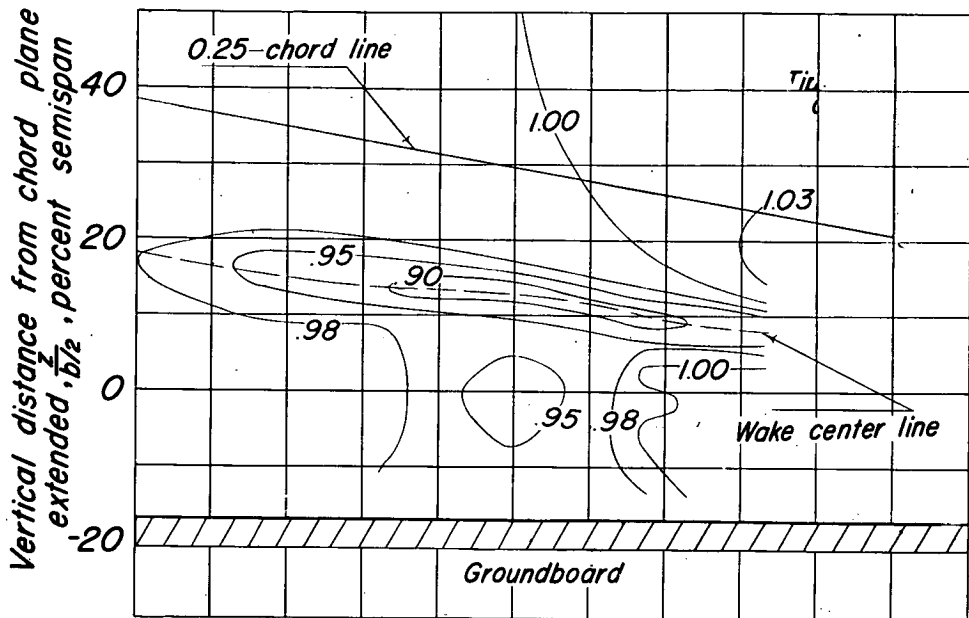 Vertical distance from chord plane
extended, z/b/2, percent semispan
40
20
0
-20
0.25-chord line
1.00
1.03
.95
.90
.98
1.00
.95
.98
Wake center line
Groundboard